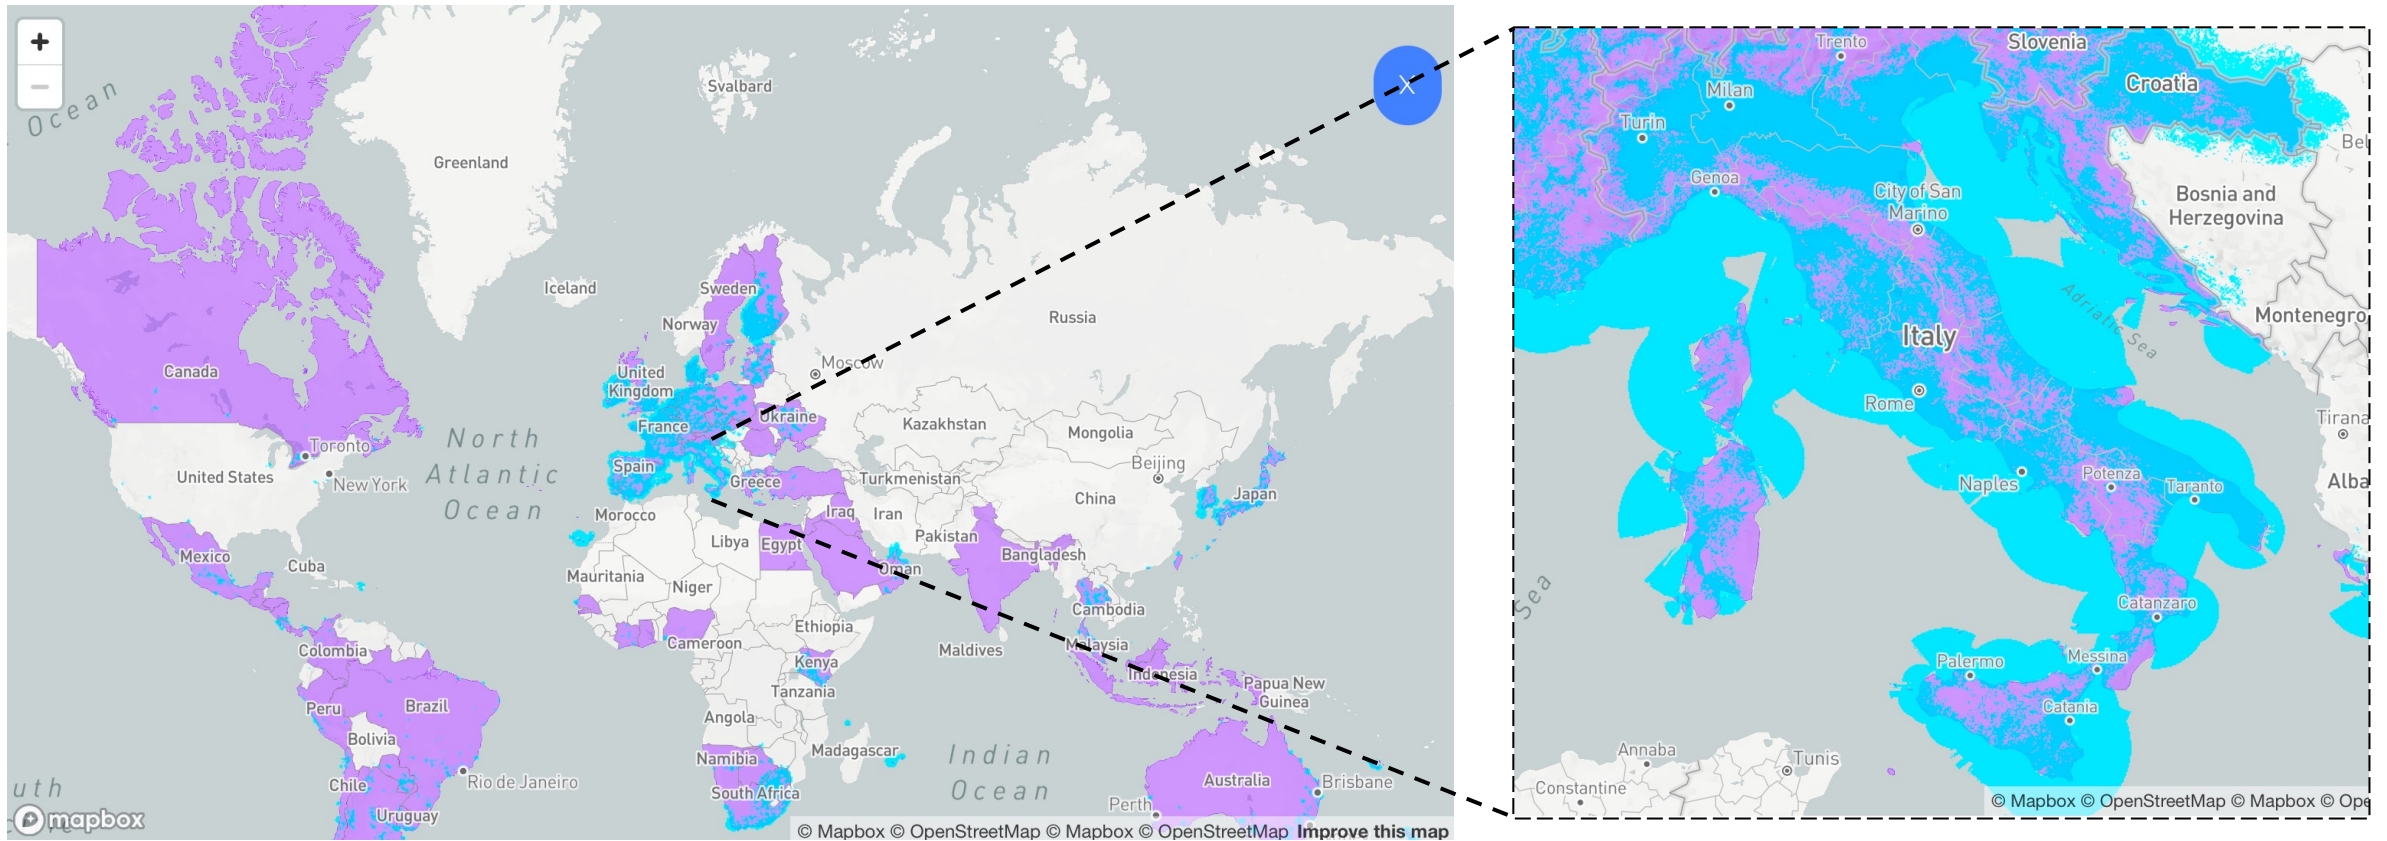 +
−
Ocean
Svalbard
X
Greenland
Iceland
Sweden
Norway
Russia
Moscow
Canada
United
Kingdom
Ukraine
France
Kazakhstan
Mongolia
North
Atlantic
Ocean
Toronto
United States
New York
Spain
Greece
Turkmenistan
Beijing
China
Japan
Morocco
Iraq
Iran
Pakistan
Libya
Egypt
Bangladesh
Mexico
Cuba
Mauritania
Niger
Oman
Cambodia
Ethiopia
Colombia
Cameroon
Kenya
Maldives
Malaysia
Indonesia
Papua New
Guinea
Tanzania
Peru
Brazil
Angola
Bolivia
Namibia
Madagascar
Indian
Ocean
Australia
Brisbane
Chile
Rio de Janeiro
South Africa
Perth
uth
Uruguay
mapbox
© Mapbox © OpenStreetMap © Mapbox © OpenStreetMap Improve this map
Trento
Slovenia
Milan
Croatia
Turin
Bel
Genoa
City of San
Marino
Bosnia and
Herzegovina
Adriatic Sea
Montenegro
Italy
Rome
Tirana
Naples
Potenza
Taranto
Alba
Sea
Catanzaro
Palermo
Messina
Catania
Annaba
Tunis
Constantine
© Mapbox © OpenStreetMap © Mapbox © Ope